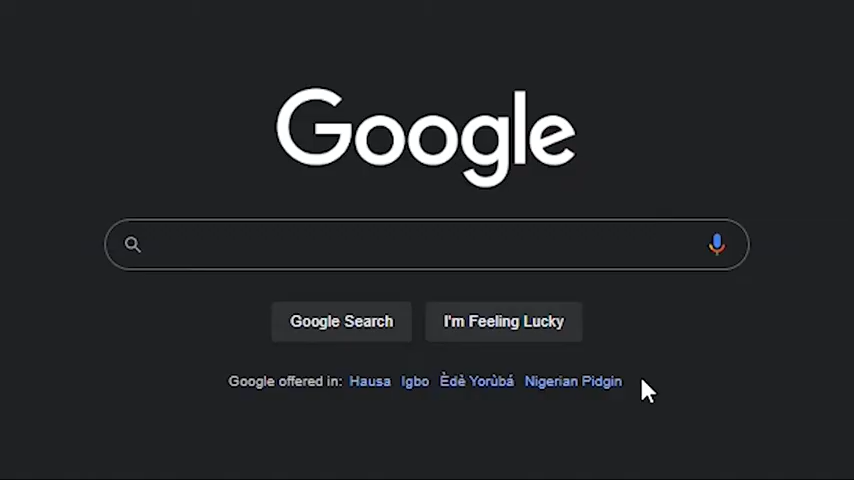 Google
Google Search I'm Feeling Lucky
Google offered in: Hausa Igbo Èdè Yorùbá Nigerian Pidgin